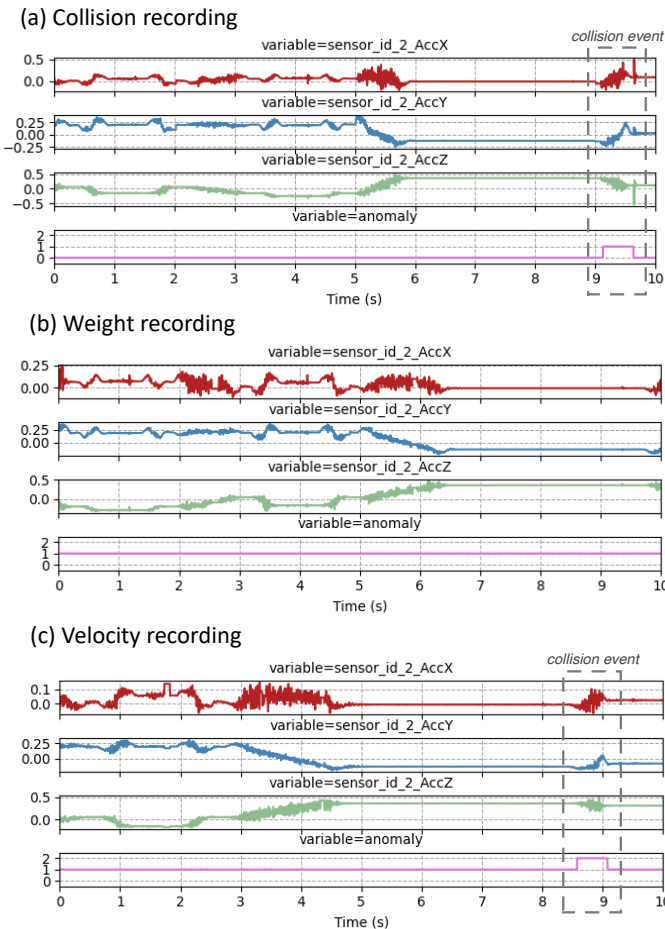 (a) Collision recording
collision event
variable=sensor_id_2_AccX
0.5
0.0
variable=sensor_id_2_AccY
0.25
0.00
−0.25
variable=sensor_id_2_AccZ
0.5
0.0
−0.5
variable=anomaly
2
1
0
0 1 2 3 4 5 6 7 8 9 10
Time (s)
(b) Weight recording
variable=sensor_id_2_AccX
0.25
0.00
variable=sensor_id_2_AccY
0.25
0.00
variable=sensor_id_2_AccZ
0.5
0.0
variable=anomaly
2
1
0
0 1 2 3 4 5 6 7 8 9 10
Time (s)
(c) Velocity recording
collision event
variable=sensor_id_2_AccX
0.1
0.0
variable=sensor_id_2_AccY
0.25
0.00
variable=sensor_id_2_AccZ
0.5
0.0
variable=anomaly
2
1
0
0 1 2 3 4 5 6 7 8 9 10
Time (s)